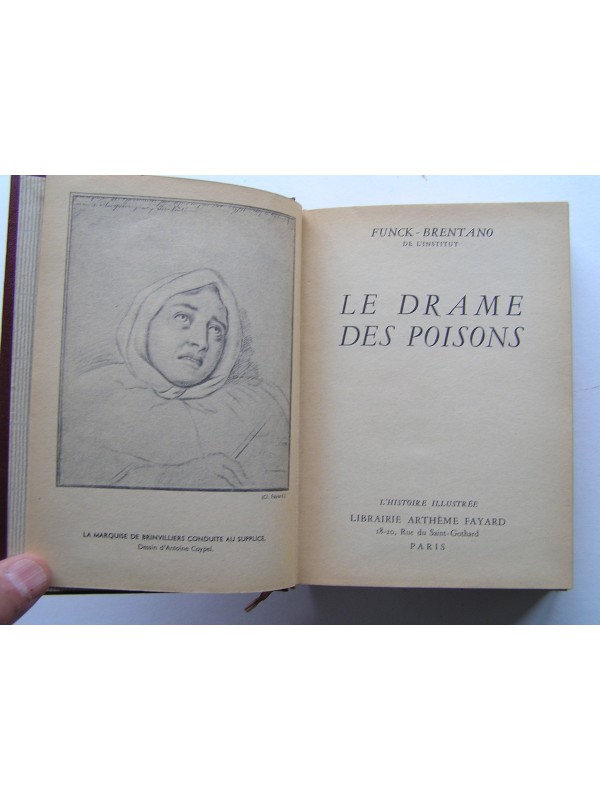 LA MARQUISE DE BRINVILLIERS CONDUITE AU SUPPLICE.
Dessin d'Antoine Coypel.
FUNCK-BRENTANO
DE L'INSTITUT
LE DRAME
DES POISONS
L'HISTOIRE ILLUSTRÉE
LIBRAIRIE ARTHÈME FAYARD
18-20, Rue du Saint-Gothard
PARIS